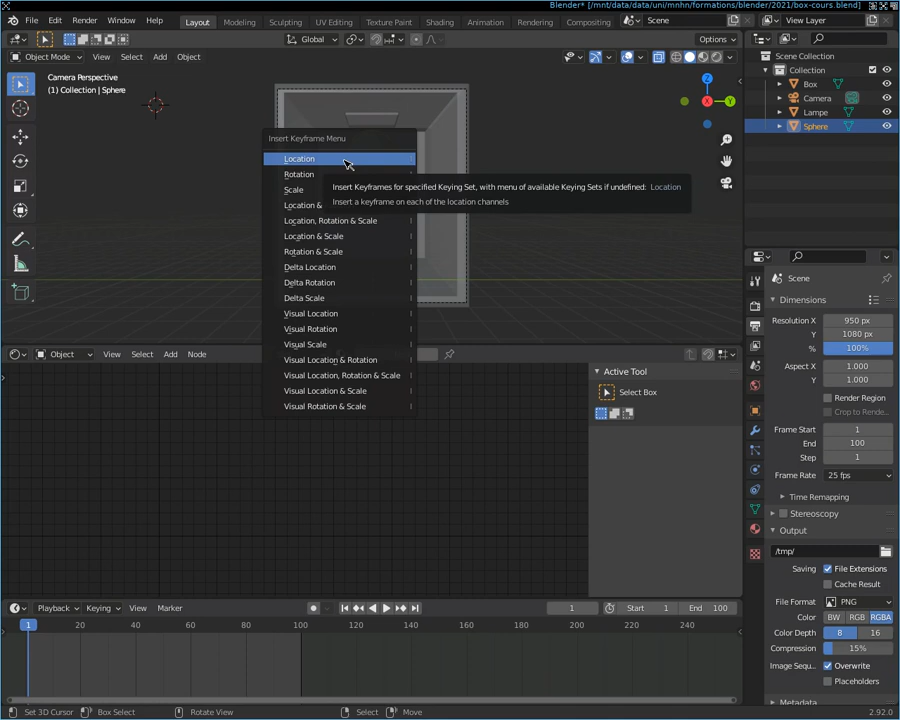 Blender* [/mnt/data/data/uni/mnhn/formations/blender/2021/box-cours.blend]
File Edit Render Window Help
Layout Modeling Sculpting UV Editing Texture Paint Shading Animation Rendering Compositing
Scene
View Layer
Global
Options
Object Mode View Select Add Object
Camera Perspective
(1) Collection | Sphere
Z
X
Y
Insert Keyframe Menu
Location
Rotation
Scale
Location &
Location, Rotation & Scale
Location & Scale
Rotation & Scale
Delta Location
Delta Rotation
Delta Scale
Visual Location
Visual Rotation
Visual Scale
Visual Location & Rotation
Visual Location, Rotation & Scale
Visual Location & Scale
Visual Rotation & Scale
Insert Keyframes for specified Keying Set, with menu of available Keying Sets if undefined: Location
Insert a keyframe on each of the location channels
Object View Select Add Node
Active Tool
Select Box
Scene Collection
Collection
Box
Camera
Lampe
Sphere
Scene
Dimensions
Resolution X 950 px
Y 1080 px
% 100%
Aspect X 1.000
Y 1.000
Render Region
Crop to Render...
Frame Start 1
End 100
Step 1
Frame Rate 25 fps
Time Remapping
Stereoscopy
Output
/tmp/
Saving File Extensions
Cache Result
File Format PNG
Color BW RGB RGBA
Color Depth 8 16
Compression 15%
Image Sequ... Overwrite
Placeholders
Metadata
Playback Keying View Marker
1
Start 1 End 100
1 20 40 60 80 100 120 140 160 180 200 220 240
Set 3D Cursor Box Select Rotate View Select Move
2.92.0